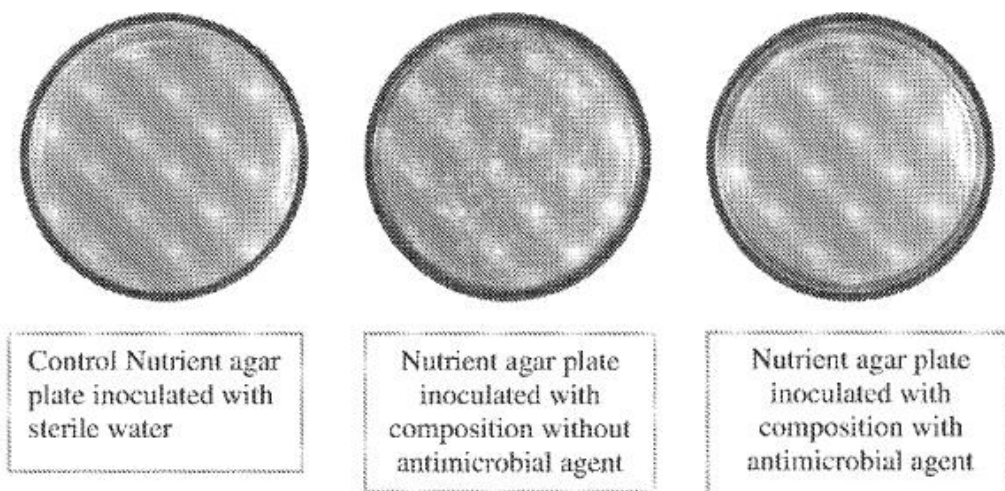 Control Nutrient agar
plate inoculated with
sterile water
Nutrient agar plate
inoculated with
composition without
antimicrobial agent
Nutrient agar plate
inoculated with
composition with
antimicrobial agent